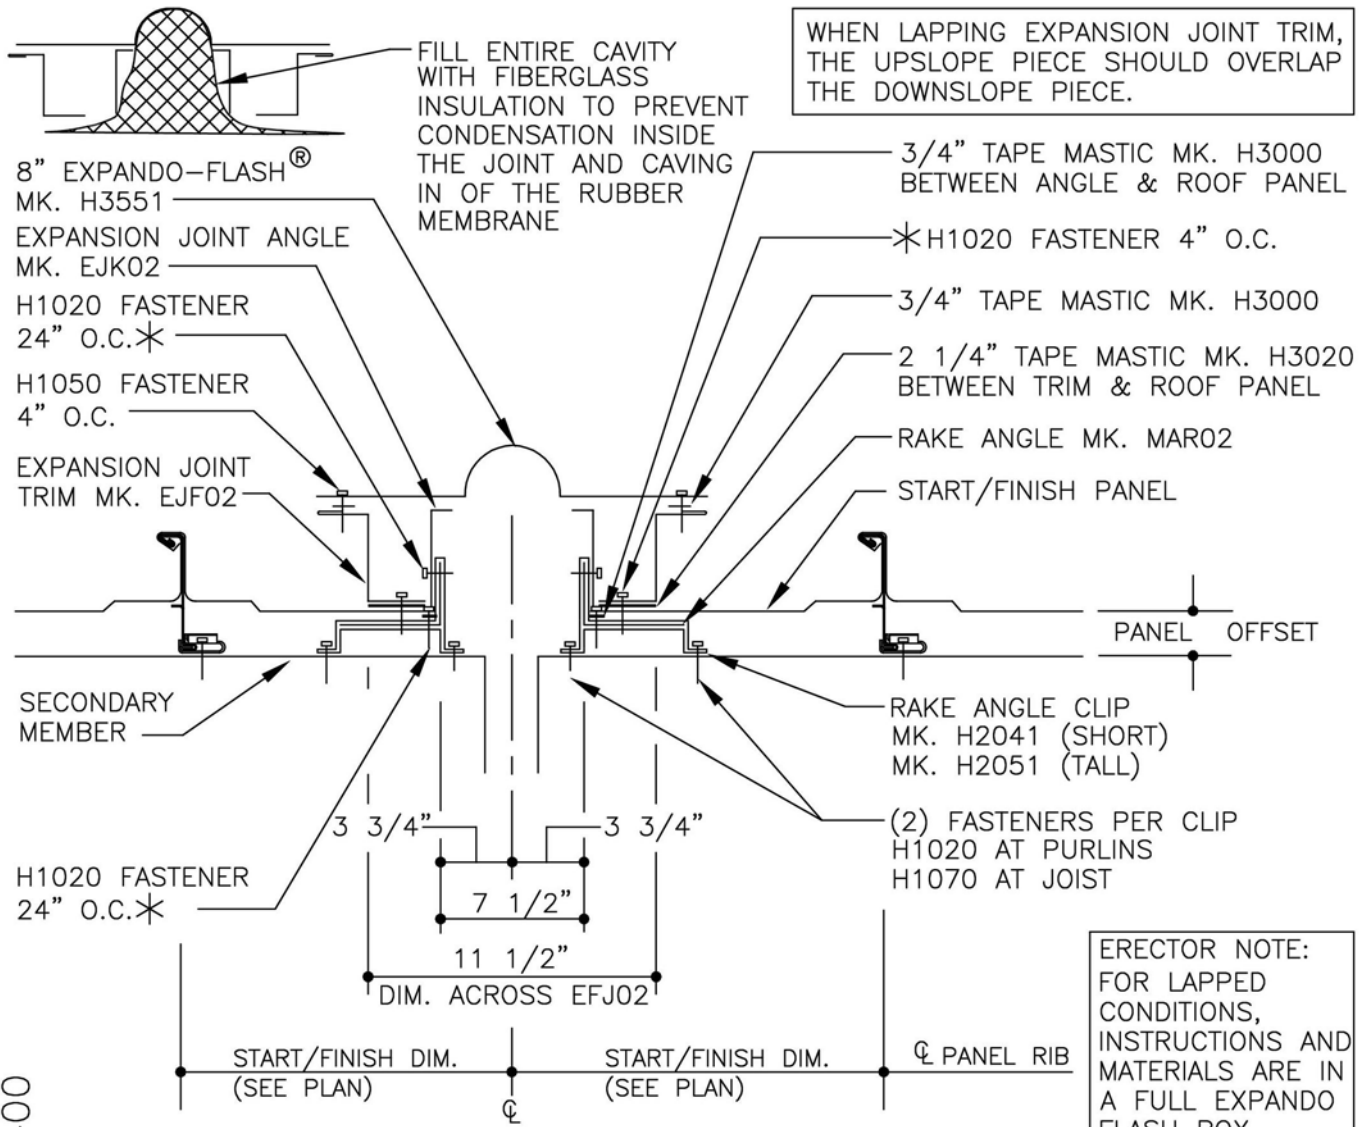 FILL ENTIRE CAVITY
WITH FIBERGLASS
INSULATION TO PREVENT
CONDENSATION INSIDE
THE JOINT AND CAVING
IN OF THE RUBBER
MEMBRANE
WHEN LAPPING EXPANSION JOINT TRIM,
THE UPSLOPE PIECE SHOULD OVERLAP
THE DOWNSLOPE PIECE.
8" EXPANDO-FLASH®
MK. H3551
EXPANSION JOINT ANGLE
MK. EJK02
H1020 FASTENER
24" O.C.*
H1050 FASTENER
4" O.C.
EXPANSION JOINT
TRIM MK. EJF02
3/4" TAPE MASTIC MK. H3000
BETWEEN ANGLE & ROOF PANEL
*H1020 FASTENER 4" O.C.
3/4" TAPE MASTIC MK. H3000
2 1/4" TAPE MASTIC MK. H3020
BETWEEN TRIM & ROOF PANEL
RAKE ANGLE MK. MAR02
START/FINISH PANEL
PANEL OFFSET
SECONDARY
MEMBER
RAKE ANGLE CLIP
MK. H2041 (SHORT)
MK. H2051 (TALL)
(2) FASTENERS PER CLIP
H1020 AT PURLINS
H1070 AT JOIST
H1020 FASTENER
24" O.C.*
3 3/4"
3 3/4"
7 1/2"
11 1/2"
DIM. ACROSS EFJ02
START/FINISH DIM.
(SEE PLAN)
START/FINISH DIM.
(SEE PLAN)
℄ PANEL RIB
℄
ERECTOR NOTE:
FOR LAPPED
CONDITIONS,
INSTRUCTIONS AND
MATERIALS ARE IN
A FULL EXPANDO
FLASH BOX
00